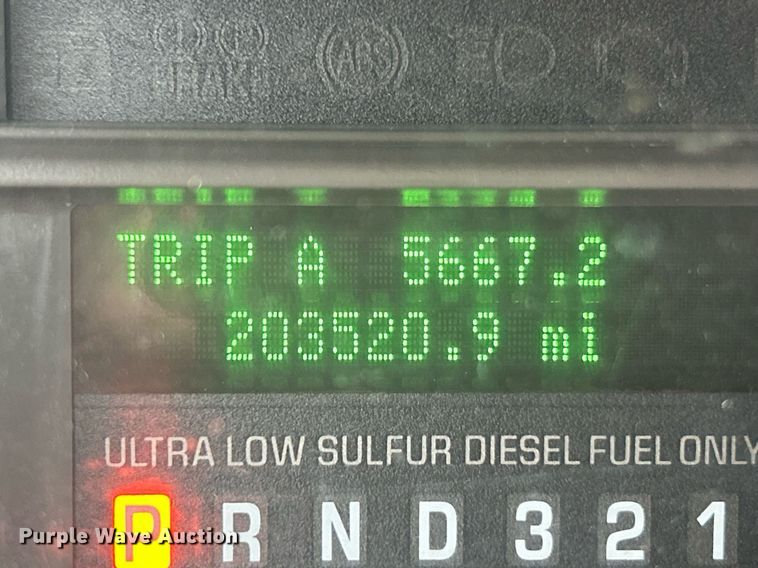 BRAKE
ABS
TRIP A 5667.2
203520.9 mi
ULTRA LOW SULFUR DIESEL FUEL ONLY
P R N D 3 2 1
Purple Wave Auction